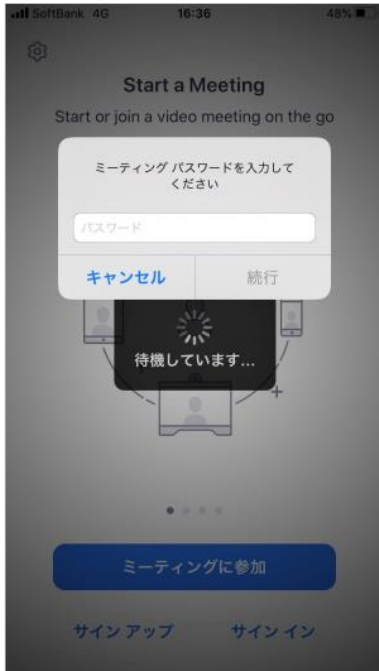 SoftBank 4G 16:36 48%
Start a Meeting
Start or join a video meeting on the go
ミーティング パスワードを入力して
ください
パスワード
キャンセル 続行
待機しています...
ミーティングに参加
サイン アップ サイン イン